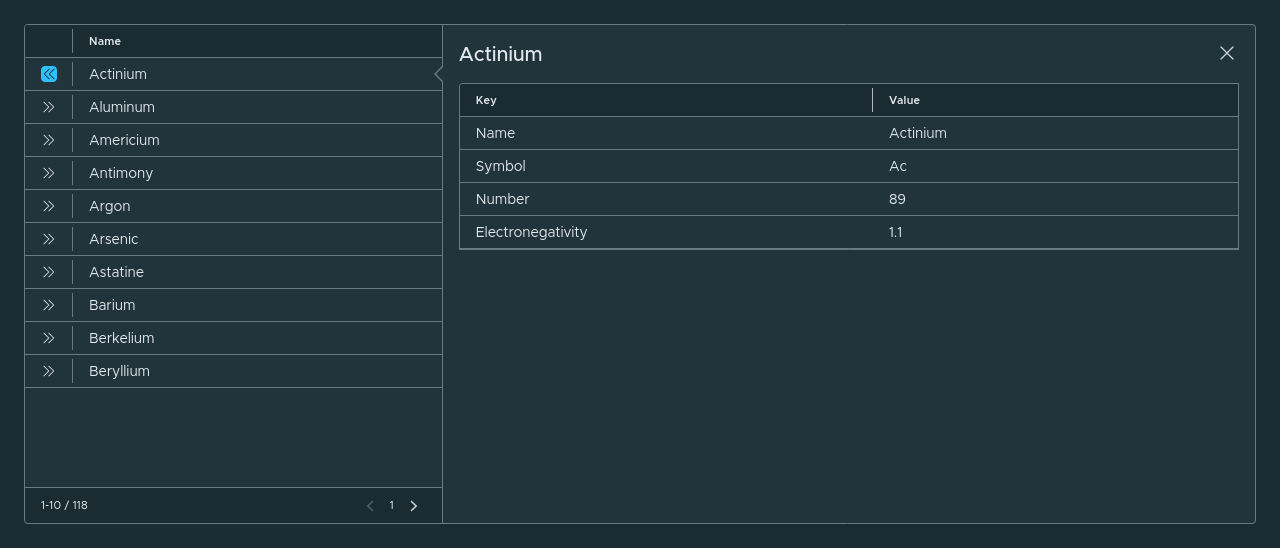 Name
Actinium
Aluminum
Americium
Antimony
Argon
Arsenic
Astatine
Barium
Berkelium
Beryllium
1-10 / 118
1
Actinium
Key Value
Name Actinium
Symbol Ac
Number 89
Electronegativity 1.1